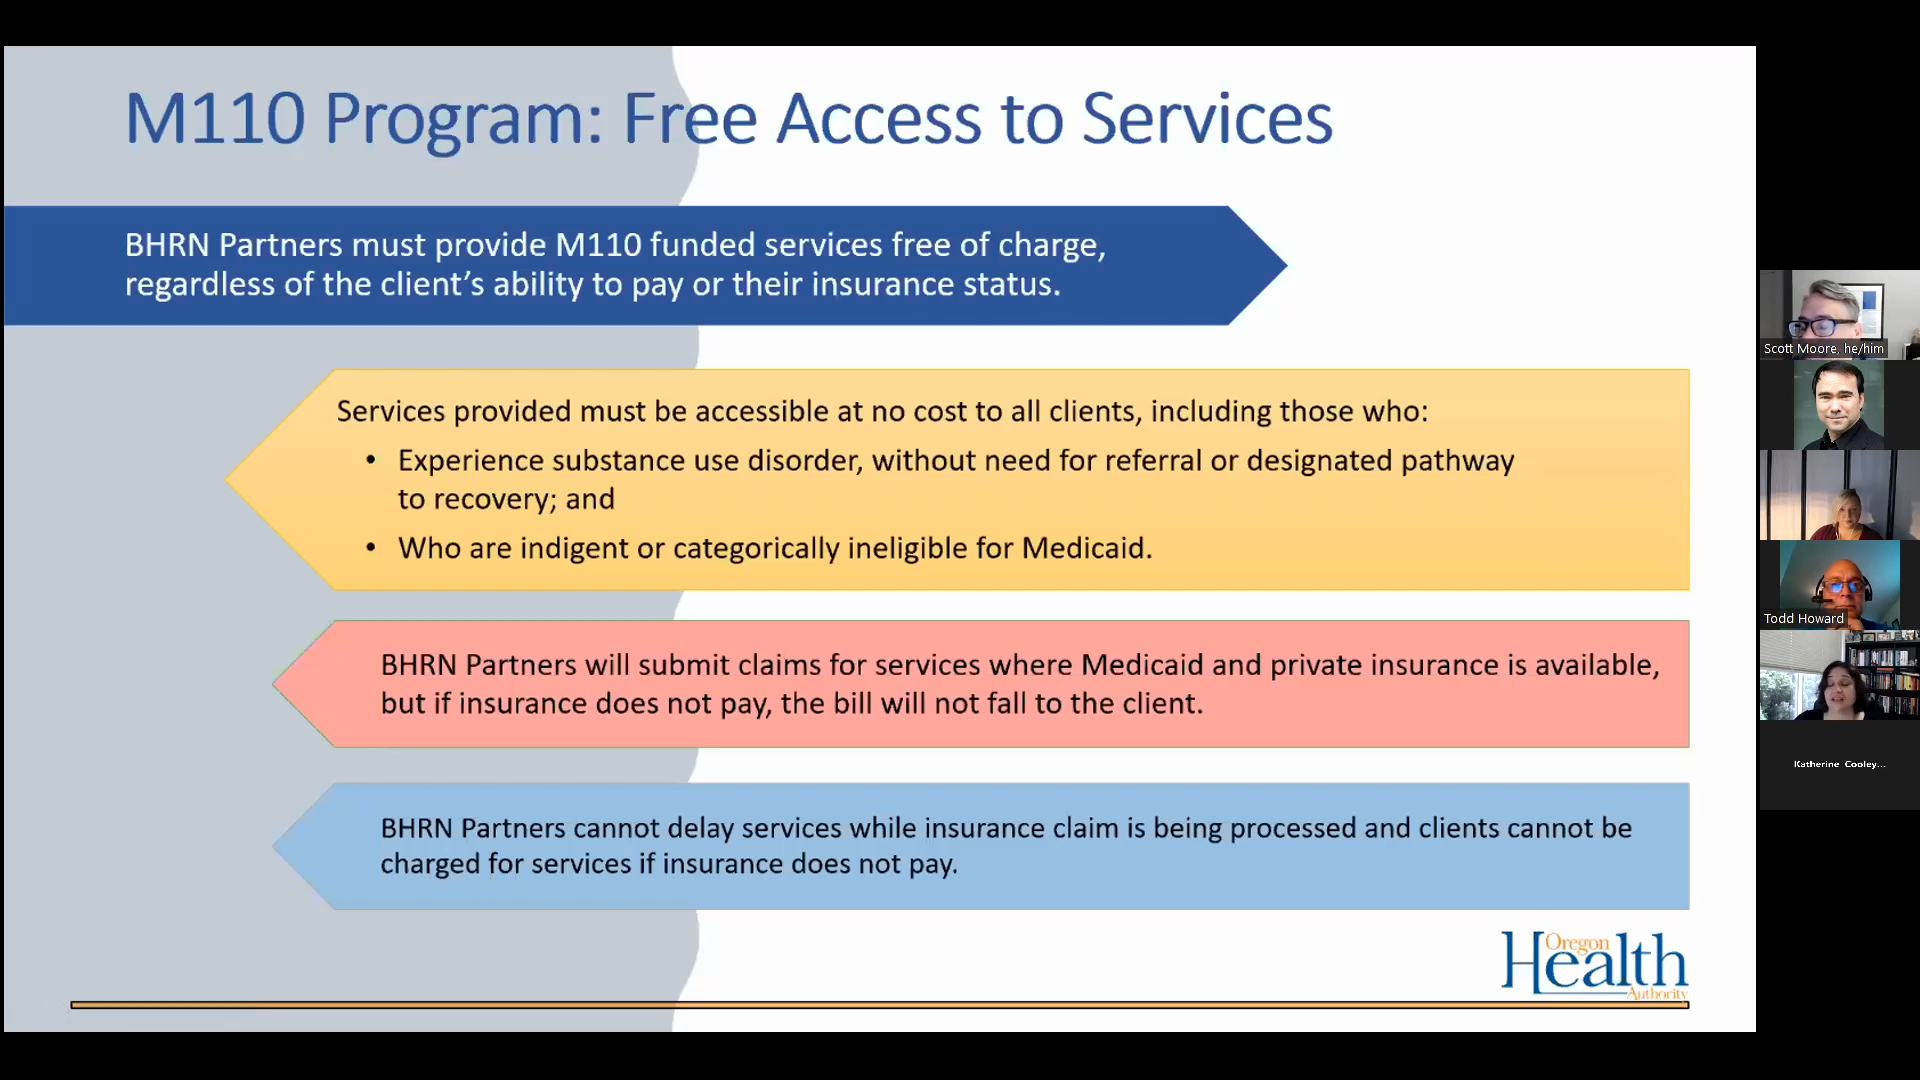 M110 Program: Free Access to Services
BHRN Partners must provide M110 funded services free of charge,
regardless of the client’s ability to pay or their insurance status.
Services provided must be accessible at no cost to all clients, including those who:
• Experience substance use disorder, without need for referral or designated pathway
to recovery; and
• Who are indigent or categorically ineligible for Medicaid.
BHRN Partners will submit claims for services where Medicaid and private insurance is available,
but if insurance does not pay, the bill will not fall to the client.
BHRN Partners cannot delay services while insurance claim is being processed and clients cannot be
charged for services if insurance does not pay.
Oregon
Health
Authority
Scott Moore, he/him
Todd Howard
Katherine Cooley...